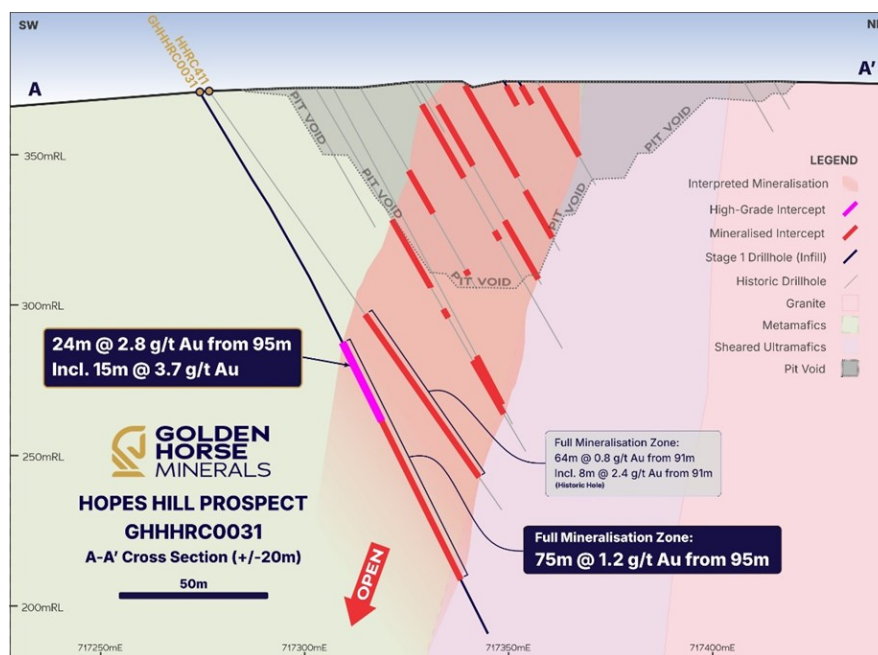 SW
NE
GHHHRC0031
HHRC411
A
A'
PIT VOID
PIT VOID
PIT VOID
PIT VOID
PIT VOID
350mRL
300mRL
250mRL
200mRL
LEGEND
Interpreted Mineralisation
High-Grade Intercept
Mineralised Intercept
Stage 1 Drillhole (Infill)
Historic Drillhole
Granite
Metamafics
Sheared Ultramafics
Pit Void
24m @ 2.8 g/t Au from 95m
Incl. 15m @ 3.7 g/t Au
GOLDEN
HORSE
MINERALS
HOPES HILL PROSPECT
GHHHRC0031
A-A' Cross Section (+/-20m)
50m
Full Mineralisation Zone:
64m @ 0.8 g/t Au from 91m
Incl. 8m @ 2.4 g/t Au from 91m
(Historic Hole)
Full Mineralisation Zone:
75m @ 1.2 g/t Au from 95m
OPEN
717250mE
717300mE
717350mE
717400mE